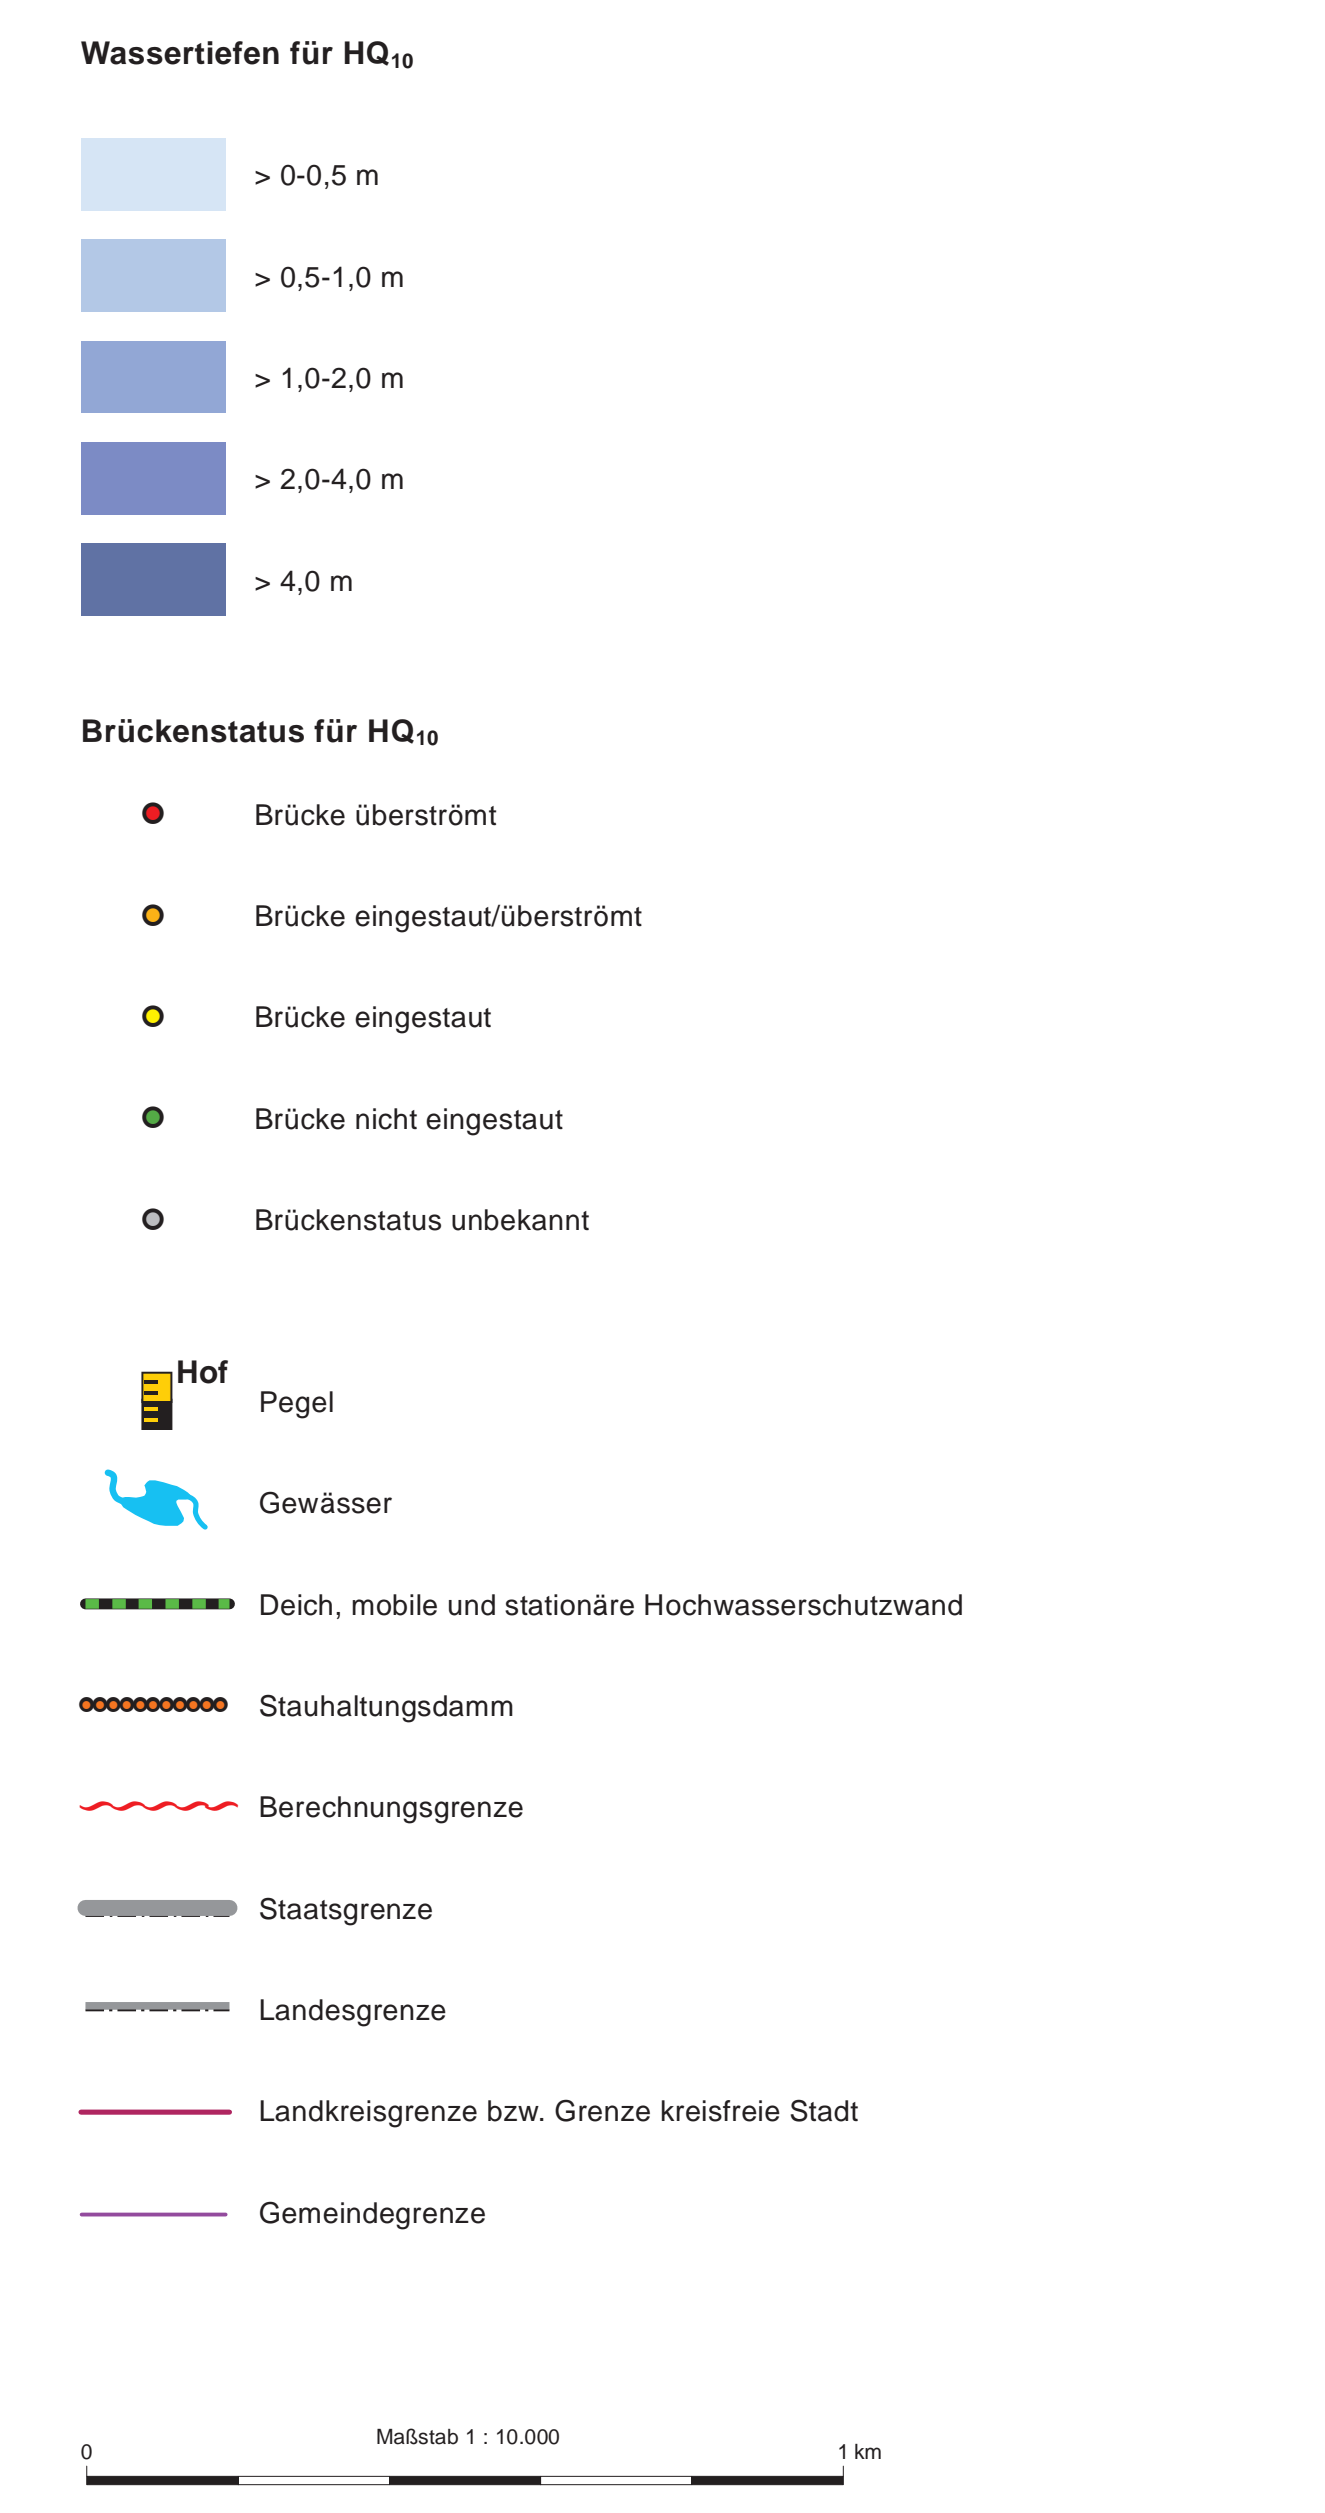 Wassertiefen für HQ10
> 0-0,5 m
> 0,5-1,0 m
> 1,0-2,0 m
> 2,0-4,0 m
> 4,0 m
Brückenstatus für HQ10
Brücke überströmt
Brücke eingestaut/überströmt
Brücke eingestaut
Brücke nicht eingestaut
Brückenstatus unbekannt
Hof
Pegel
Gewässer
Deich, mobile und stationäre Hochwasserschutzwand
Stauhaltungsdamm
Berechnungsgrenze
Staatsgrenze
Landesgrenze
Landkreisgrenze bzw. Grenze kreisfreie Stadt
Gemeindegrenze
Maßstab 1 : 10.000
0 1 km